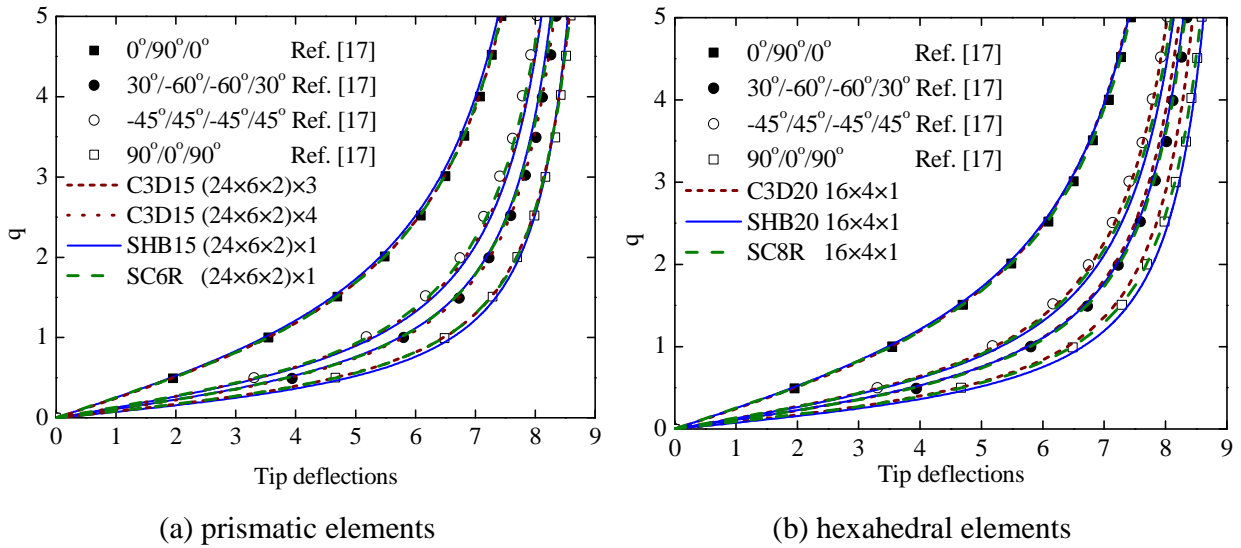 5
4
3
2
1
0
q
0°/90°/0° Ref. [17]
30°/-60°/-60°/30° Ref. [17]
-45°/45°/-45°/45° Ref. [17]
90°/0°/90° Ref. [17]
C3D15 (24×6×2)×3
C3D15 (24×6×2)×4
SHB15 (24×6×2)×1
SC6R (24×6×2)×1
0 1 2 3 4 5 6 7 8 9
Tip deflections
(a) prismatic elements
5
4
3
2
1
0
q
0°/90°/0° Ref. [17]
30°/-60°/-60°/30° Ref. [17]
-45°/45°/-45°/45° Ref. [17]
90°/0°/90° Ref. [17]
C3D20 16×4×1
SHB20 16×4×1
SC8R 16×4×1
0 1 2 3 4 5 6 7 8 9
Tip deflections
(b) hexahedral elements